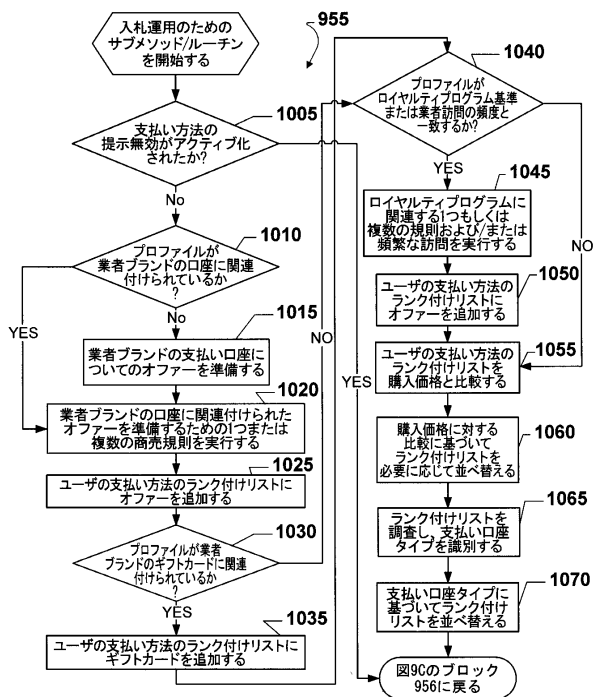 入札運用のための
サブメソッド/ルーチン
を開始する
955
1005
支払い方法の
提示無効がアクティブ化
されたか?
No
1010
プロファイルが
業者ブランドの口座に関連
付けられているか
?
YES
No
1015
業者ブランドの支払い口座に
ついてのオファーを準備する
1020
業者ブランドの口座に関連付けられた
オファーを準備するための1つまたは
複数の商売規則を実行する
1025
ユーザの支払い方法のランク付けリストに
オファーを追加する
1030
プロファイルが業者
ブランドのギフトカードに関連
付けられているか
?
NO
YES
1035
ユーザの支払い方法のランク付けリストに
ギフトカードを追加する
YES
1040
プロファイルが
ロイヤルティプログラム基準
または業者訪問の頻度と
一致するか?
YES
NO
1045
ロイヤルティプログラムに
関連する1つもしくは
複数の規則および/または
頻繁な訪問を実行する
1050
ユーザの支払い方法の
ランク付けリストに
オファーを追加する
1055
ユーザの支払い方法の
ランク付けリストを
購入価格と比較する
1060
購入価格に対する
比較に基づいて
ランク付けリストを
必要に応じて並べ替える
1065
ランク付けリストを
調査し、支払い口座
タイプを識別する
1070
支払い口座タイプに
基づいてランク付け
リストを並べ替える
図9Cのブロック
956に戻る